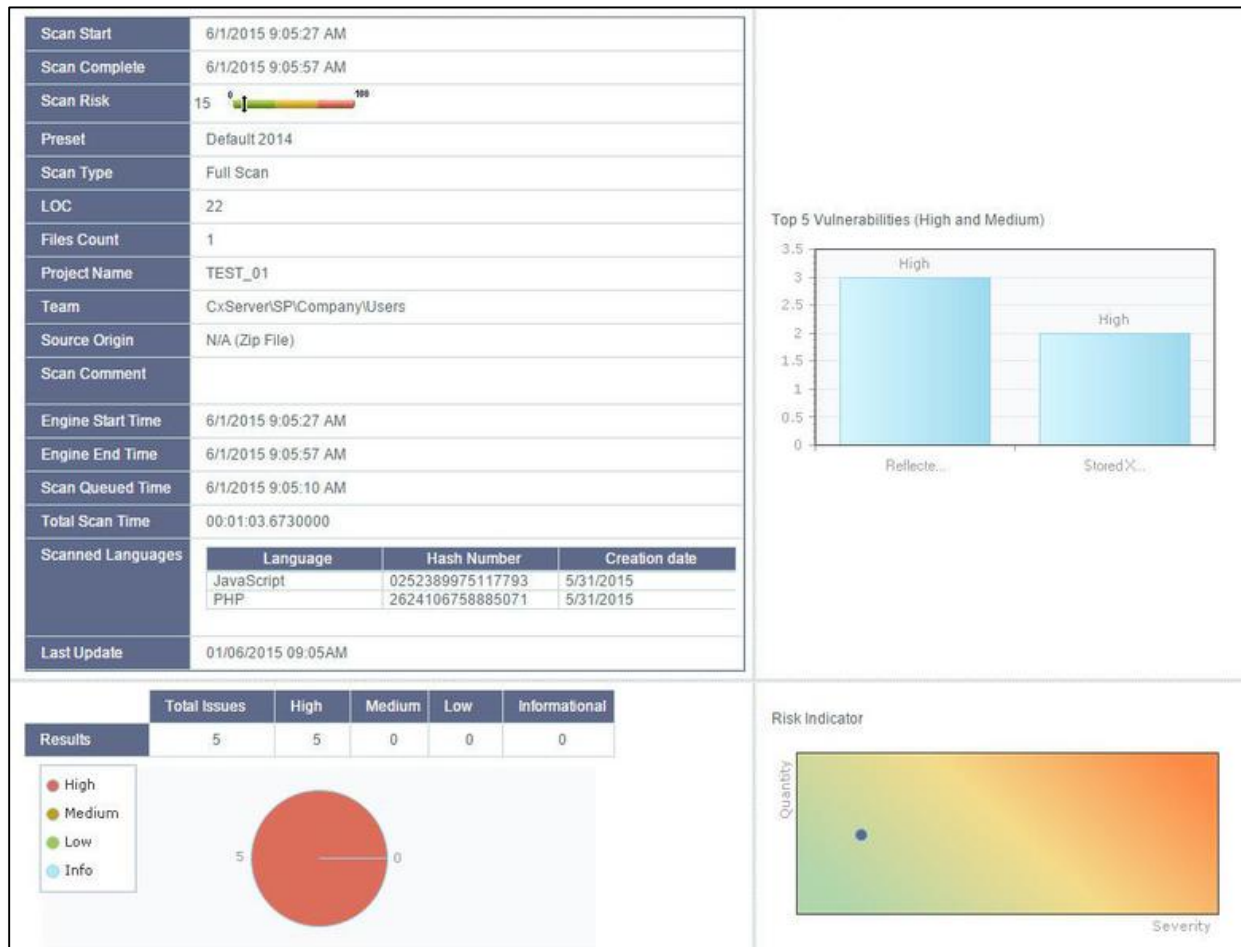 Scan Start 6/1/2015 9:05:27 AM
Scan Complete 6/1/2015 9:05:57 AM
Scan Risk 15 0 100
Preset Default 2014
Scan Type Full Scan
LOC 22
Files Count 1
Project Name TEST_01
Team CxServer\SP\Company\Users
Source Origin N/A (Zip File)
Scan Comment
Engine Start Time 6/1/2015 9:05:27 AM
Engine End Time 6/1/2015 9:05:57 AM
Scan Queued Time 6/1/2015 9:05:10 AM
Total Scan Time 00:01:03.6730000
Scanned Languages
Language Hash Number Creation date
JavaScript 0252389975117793 5/31/2015
PHP 2624106758885071 5/31/2015
Last Update 01/06/2015 09:05AM
Top 5 Vulnerabilities (High and Medium)
3.5
3
2.5
2
1.5
1
0.5
0
High
High
Reflecte...
Stored X...
Total Issues High Medium Low Informational
Results 5 5 0 0 0
High
Medium
Low
Info
5
0
Risk Indicator
Quantity
Severity